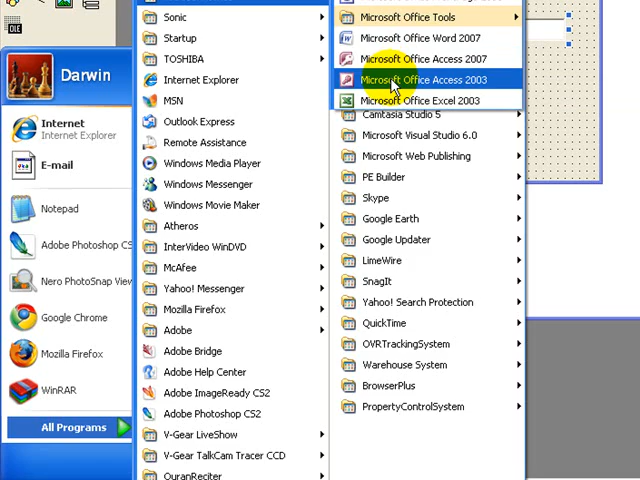 OLE
Darwin
Internet
Internet Explorer
E-mail
Notepad
Adobe Photoshop CS
Nero PhotoSnap View
Google Chrome
Mozilla Firefox
WinRAR
All Programs
Sonic
Startup
TOSHIBA
Internet Explorer
MSN
Outlook Express
Remote Assistance
Windows Media Player
Windows Messenger
Windows Movie Maker
Atheros
InterVideo WinDVD
McAfee
Yahoo! Messenger
Mozilla Firefox
Adobe
Adobe Bridge
Adobe Help Center
Adobe ImageReady CS2
Adobe Photoshop CS2
V-Gear LiveShow
V-Gear TalkCam Tracer CCD
QuranReciter
Microsoft Office Tools
Microsoft Office Word 2007
Microsoft Office Access 2007
Microsoft Office Access 2003
Microsoft Office Excel 2003
Camtasia Studio 5
Microsoft Visual Studio 6.0
Microsoft Web Publishing
PE Builder
Skype
Google Earth
Google Updater
LimeWire
SnagIt
Yahoo! Search Protection
QuickTime
OVRTrackingSystem
Warehouse System
BrowserPlus
PropertyControlSystem